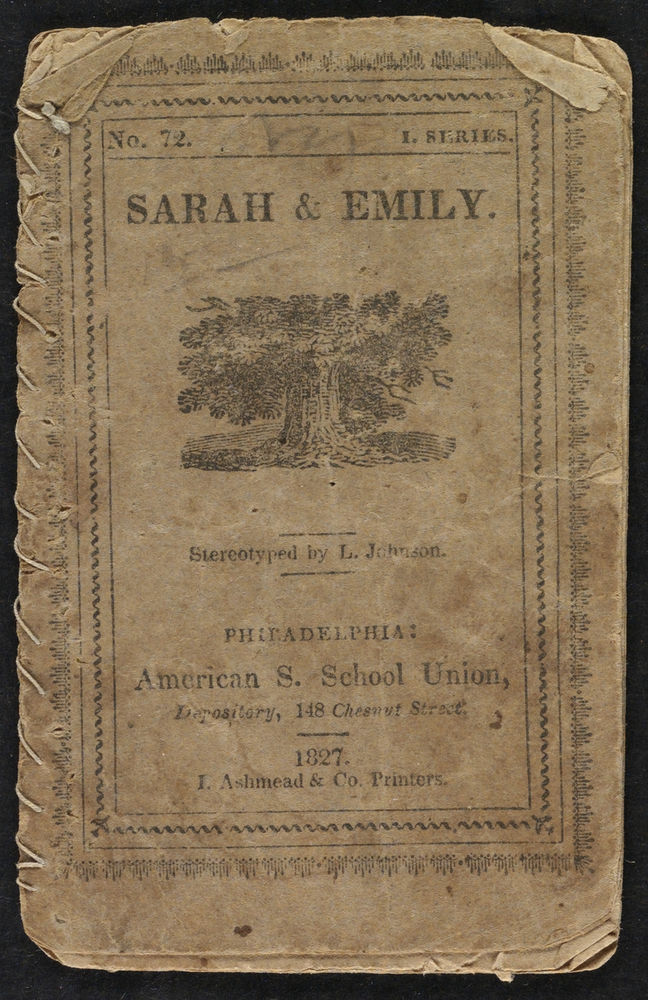 No. 72. I. SERIES.
SARAH & EMILY.
Stereotyped by L. Johnson.
PHILADELPHIA:
American S. School Union,
Depository, 148 Chesnut Street.
1827.
I. Ashmead & Co. Printers.